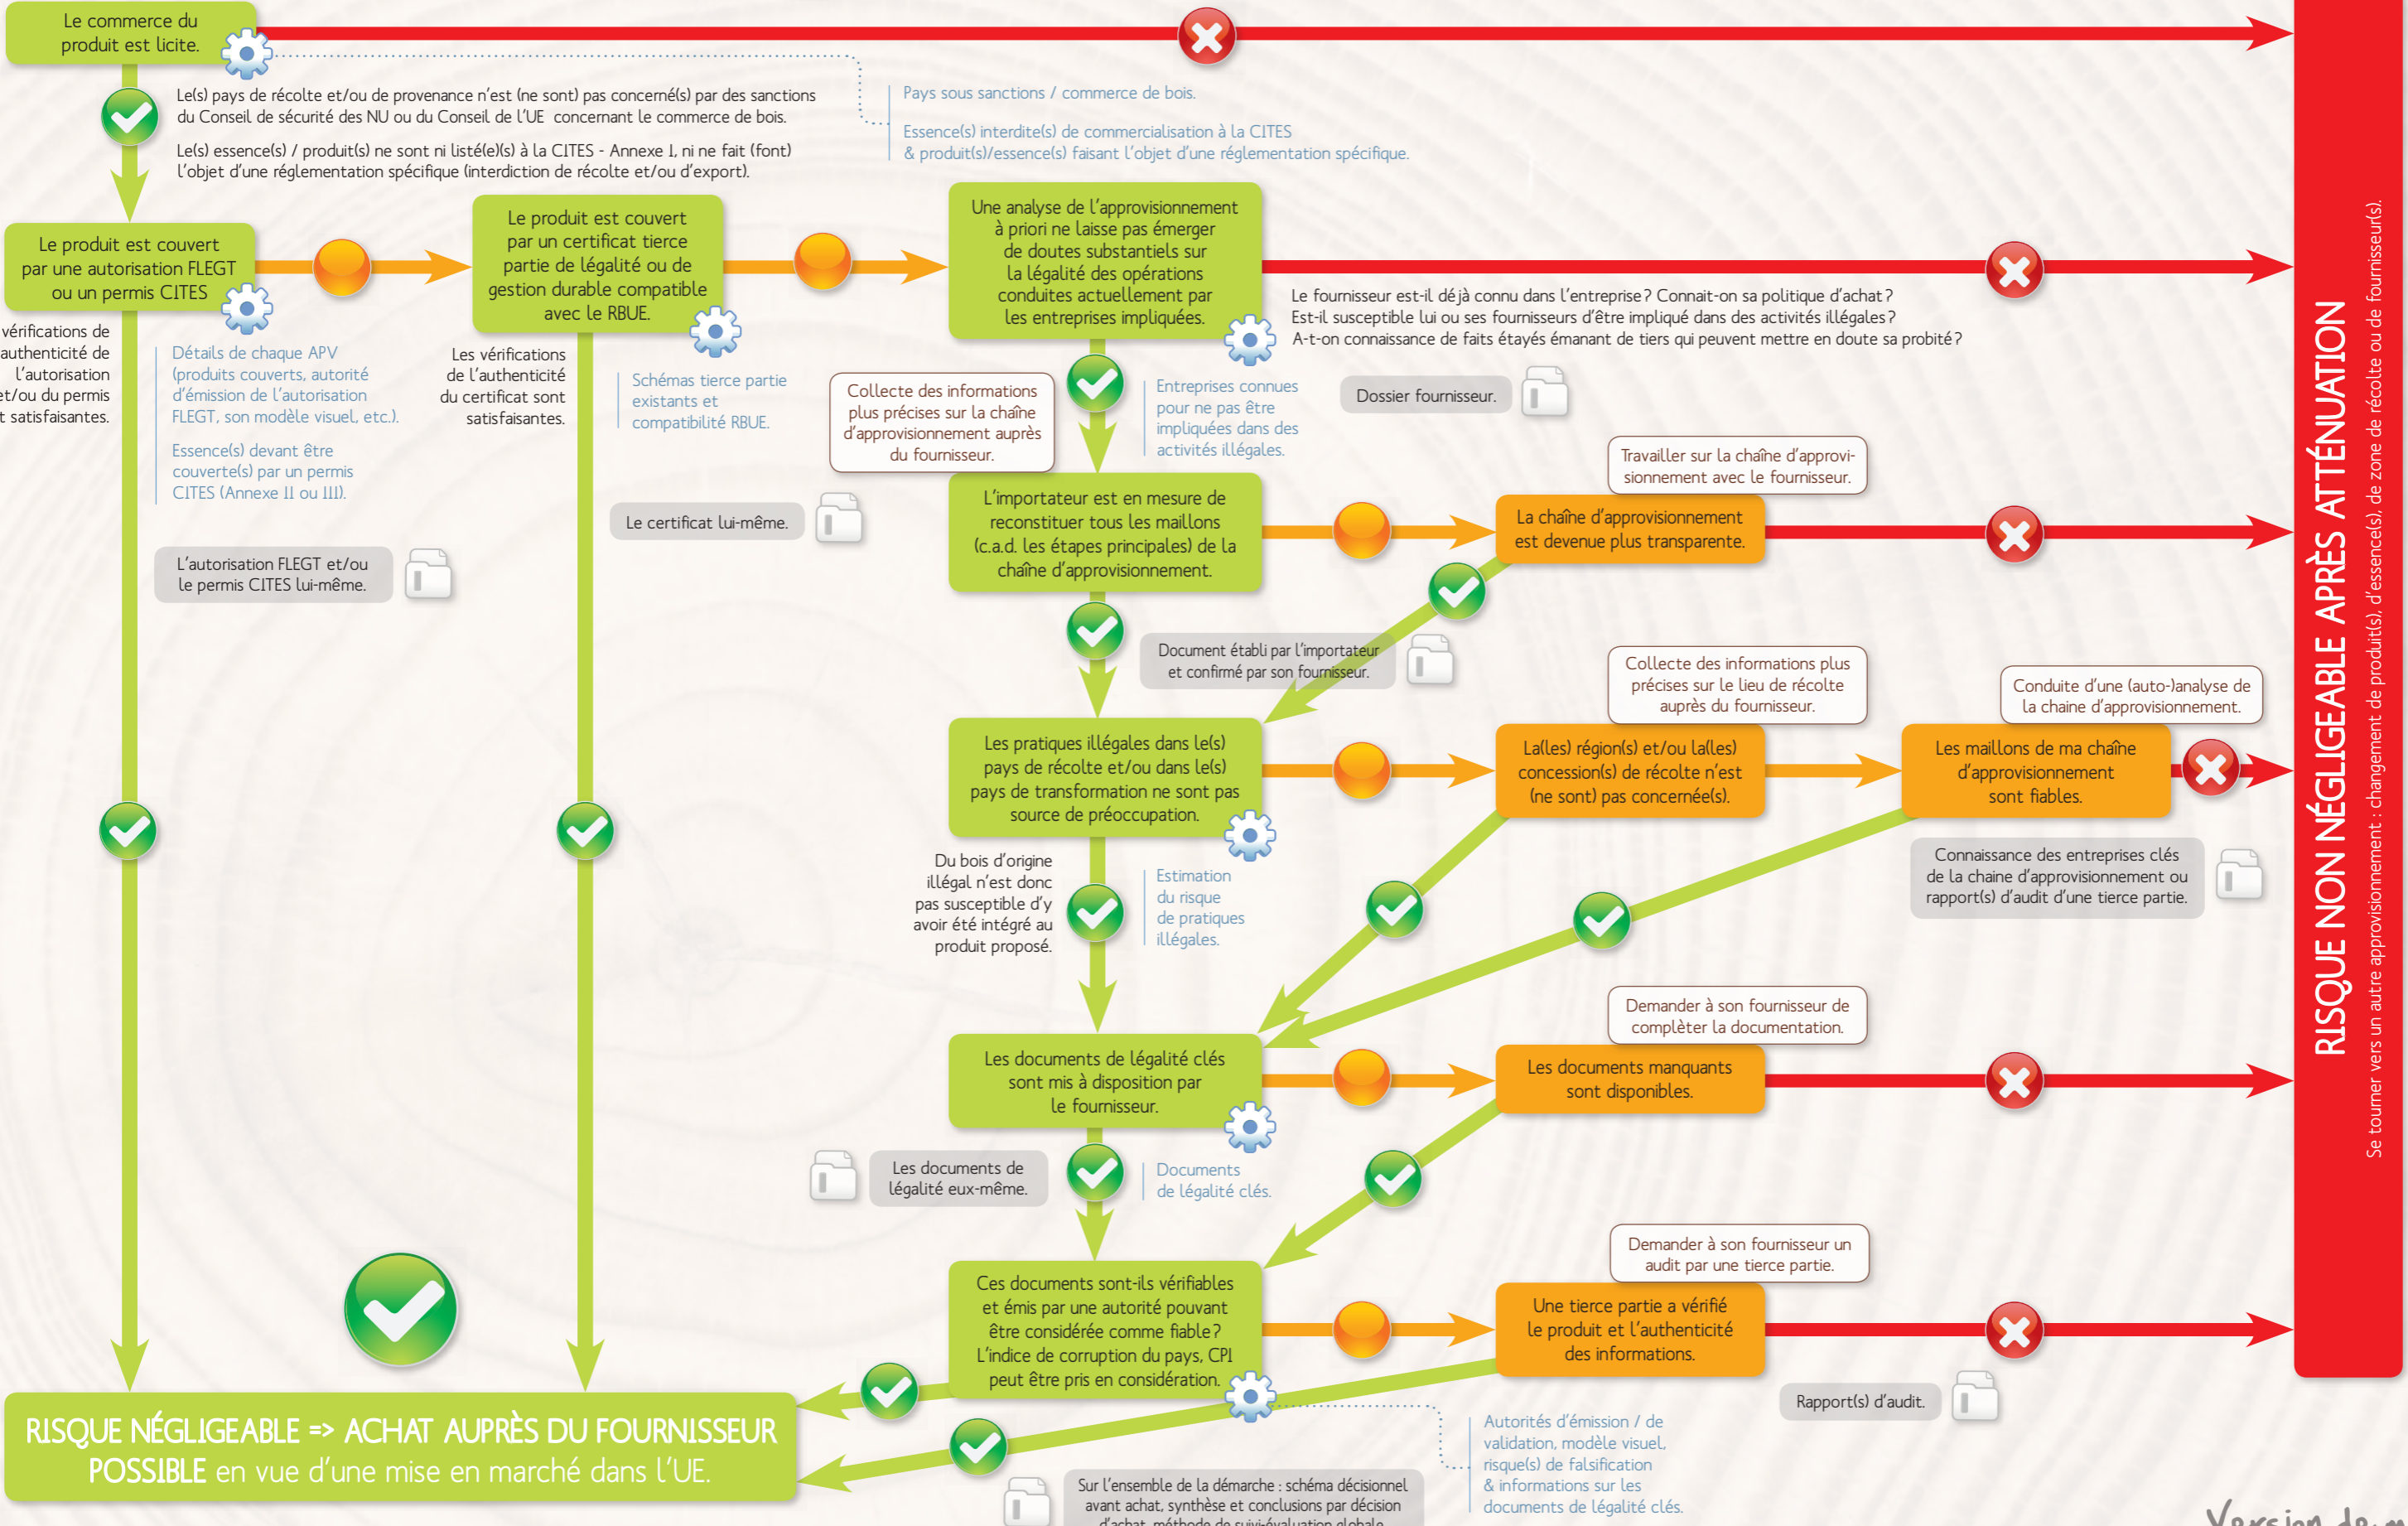 Le commerce du
produit est licite.
Le(s) pays de récolte et/ou de provenance n'est (ne sont) pas concerné(s) par des sanctions
du Conseil de sécurité des NU ou du Conseil de l'UE concernant le commerce de bois.
Le(s) essence(s) / produit(s) ne sont ni listé(e)(s) à la CITES - Annexe I, ni ne fait (font)
l'objet d'une réglementation spécifique (interdiction de récolte et/ou d'export).
Pays sous sanctions / commerce de bois.
Essence(s) interdite(s) de commercialisation à la CITES
& produit(s)/essence(s) faisant l'objet d'une réglementation spécifique.
Le produit est couvert
par une autorisation FLEGT
ou un permis CITES
vérifications de
authenticité de
l'autorisation
et/ou du permis
t satisfaisantes.
Détails de chaque APV
(produits couverts, autorité
d'émission de l'autorisation
FLEGT, son modèle visuel, etc.).
Essence(s) devant être
couverte(s) par un permis
CITES (Annexe II ou III).
L'autorisation FLEGT et/ou
le permis CITES lui-même.
Le produit est couvert
par un certificat tierce
partie de légalité ou de
gestion durable compatible
avec le RBUE.
Les vérifications
de l'authenticité
du certificat sont
satisfaisantes.
Schémas tierce partie
existants et
compatibilité RBUE.
Le certificat lui-même.
Une analyse de l'approvisionnement
à priori ne laisse pas émerger
de doutes substantiels sur
la légalité des opérations
conduites actuellement par
les entreprises impliquées.
Le fournisseur est-il déjà connu dans l'entreprise? Connait-on sa politique d'achat?
Est-il susceptible lui ou ses fournisseurs d'être impliqué dans des activités illégales?
A-t-on connaissance de faits étayés émanant de tiers qui peuvent mettre en doute sa probité?
Collecte des informations
plus précises sur la chaîne
d'approvisionnement auprès
du fournisseur.
Entreprises connues
pour ne pas être
impliquées dans des
activités illégales.
Dossier fournisseur.
L'importateur est en mesure de
reconstituer tous les maillons
(c.a.d. les étapes principales) de la
chaîne d'approvisionnement.
Travailler sur la chaîne d'approvi-
sionnement avec le fournisseur.
La chaîne d'approvisionnement
est devenue plus transparente.
Document établi par l'importateur
et confirmé par son fournisseur.
Les pratiques illégales dans le(s)
pays de récolte et/ou dans le(s)
pays de transformation ne sont pas
source de préoccupation.
Collecte des informations plus
précises sur le lieu de récolte
auprès du fournisseur.
La(les) région(s) et/ou la(les)
concession(s) de récolte n'est
(ne sont) pas concernée(s).
Conduite d'une (auto-)analyse de
la chaine d'approvisionnement.
Les maillons de ma chaîne
d'approvisionnement
sont fiables.
Connaissance des entreprises clés
de la chaine d'approvisionnement ou
rapport(s) d'audit d'une tierce partie.
Du bois d'origine
illégal n'est donc
pas susceptible d'y
avoir été intégré au
produit proposé.
Estimation
du risque
de pratiques
illégales.
Les documents de légalité clés
sont mis à disposition par
le fournisseur.
Demander à son fournisseur de
complèter la documentation.
Les documents manquants
sont disponibles.
Les documents de
légalité eux-même.
Documents
de légalité clés.
Ces documents sont-ils vérifiables
et émis par une autorité pouvant
être considérée comme fiable?
L'indice de corruption du pays, CPI
peut être pris en considération.
Demander à son fournisseur un
audit par une tierce partie.
Une tierce partie a vérifié
le produit et l'authenticité
des informations.
Rapport(s) d'audit.
Autorités d'émission / de
validation, modèle visuel,
risque(s) de falsification
& informations sur les
documents de légalité clés.
RISQUE NÉGLIGEABLE => ACHAT AUPRÈS DU FOURNISSEUR
POSSIBLE en vue d'une mise en marché dans l'UE.
Sur l'ensemble de la démarche : schéma décisionnel
avant achat, synthèse et conclusions par décision
d'achat, méthode de suivi-évaluation globale
RISQUE NON NÉGLIGEABLE APRÈS ATTÉNUATION
Se tourner vers un autre approvisionnement : changement de produit(s), d'essence(s), de zone de récolte ou de fournisseur(s).
Version